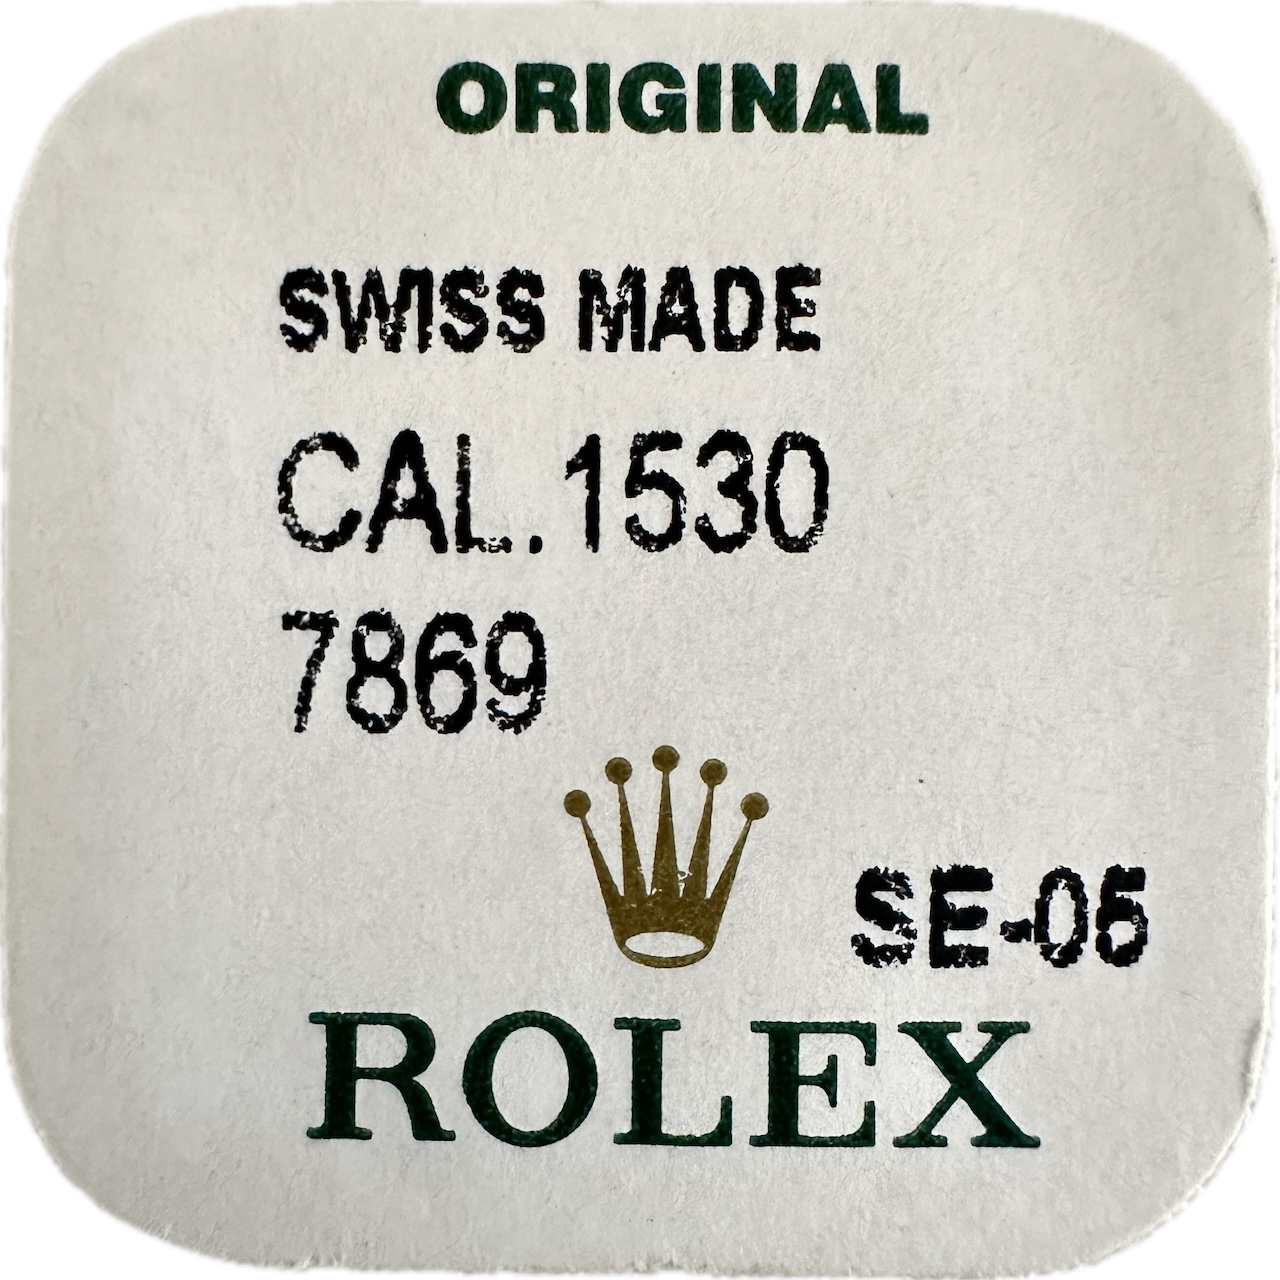 ORIGINAL
SWISS MADE
CAL. 1530
7869
SE-05
ROLEX